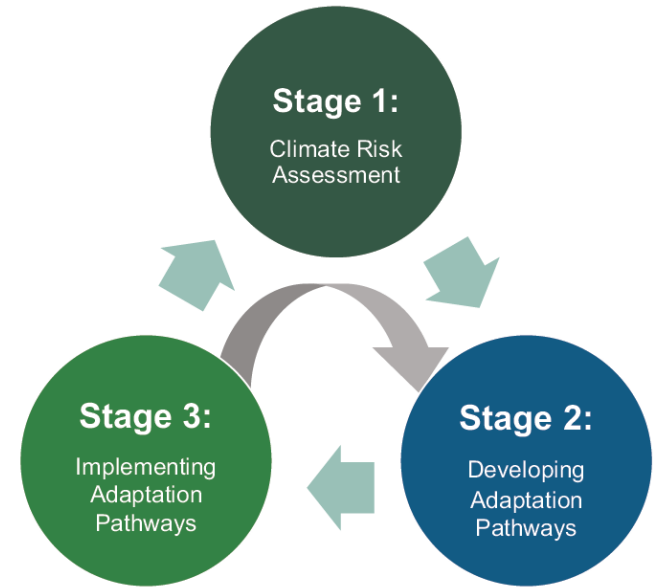 Stage 1:
Climate Risk
Assessment
Stage 3:
Implementing
Adaptation
Pathways
Stage 2:
Developing
Adaptation
Pathways